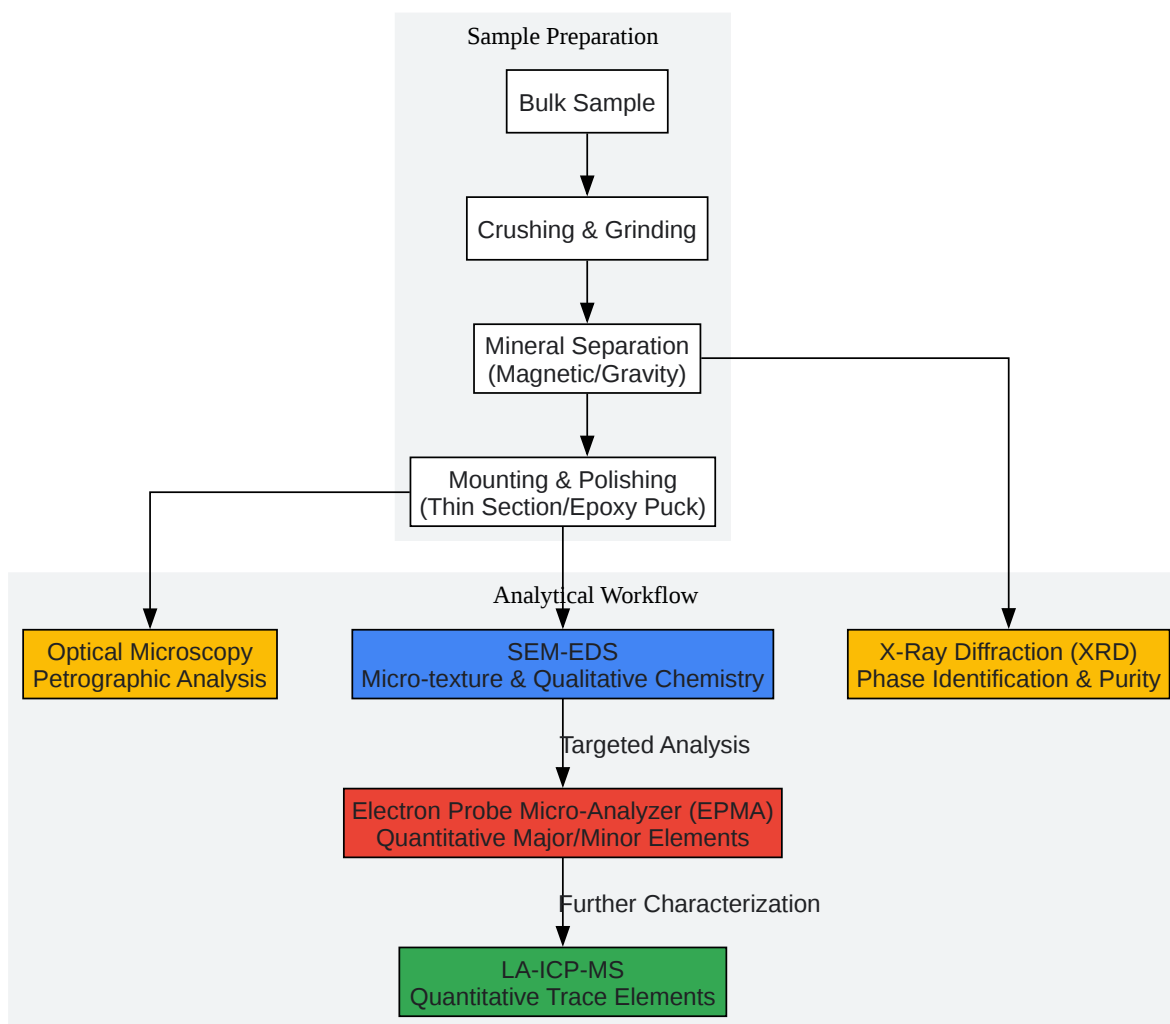 Sample Preparation
Bulk Sample
Crushing & Grinding
Mineral Separation
(Magnetic/Gravity)
Mounting & Polishing
(Thin Section/Epoxy Puck)
Analytical Workflow
Optical Microscopy
Petrographic Analysis
SEM-EDS
Micro-texture & Qualitative Chemistry
X-Ray Diffraction (XRD)
Phase Identification & Purity
Targeted Analysis
Electron Probe Micro-Analyzer (EPMA)
Quantitative Major/Minor Elements
Further Characterization
LA-ICP-MS
Quantitative Trace Elements